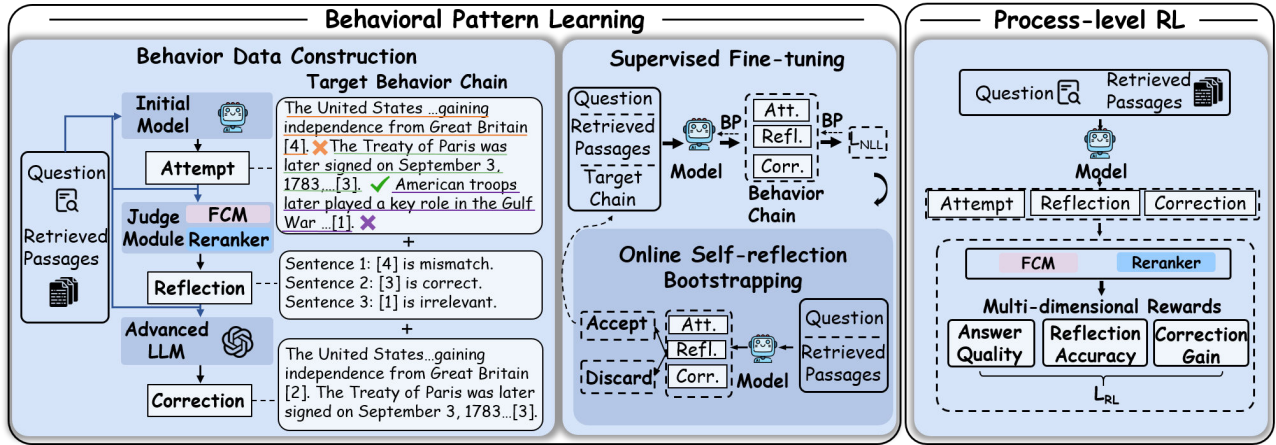 Behavioral Pattern Learning
Behavior Data Construction
Question
Retrieved
Passages
Initial
Model
Attempt
Judge
Module
FCM
Reranker
Reflection
Advanced
LLM
Correction
Target Behavior Chain
The United States ...gaining
independence from Great Britain
[4]. The Treaty of Paris was
later signed on September 3,
1783,...[3]. American troops
later played a key role in the Gulf
War ...[1].
+
Sentence 1: [4] is mismatch.
Sentence 2: [3] is correct.
Sentence 3: [1] is irrelevant.
+
The United States...gaining
independence from Great Britain
[2]. The Treaty of Paris was later
signed on September 3, 1783...[3].
Supervised Fine-tuning
Question
Retrieved
Passages
Target
Chain
Model
BP
Att.
Refl.
Corr.
Behavior
Chain
BP
LNLL
Online Self-reflection
Bootstrapping
Accept
Discard
Att.
Refl.
Corr.
Model
Question
Retrieved
Passages
Process-level RL
Question
Retrieved
Passages
Model
Attempt
Reflection
Correction
FCM
Reranker
Multi-dimensional Rewards
Answer
Quality
Reflection
Accuracy
Correction
Gain
LRL